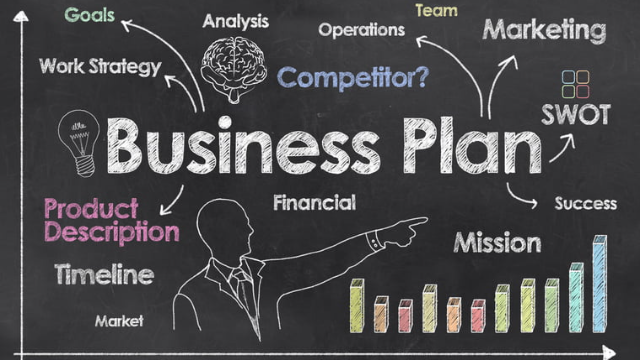 Goals
Analysis
Team
Operations
Marketing
Work Strategy
Competitor?
SWOT
Business Plan
Product
Description
Financial
Success
Mission
Timeline
Market